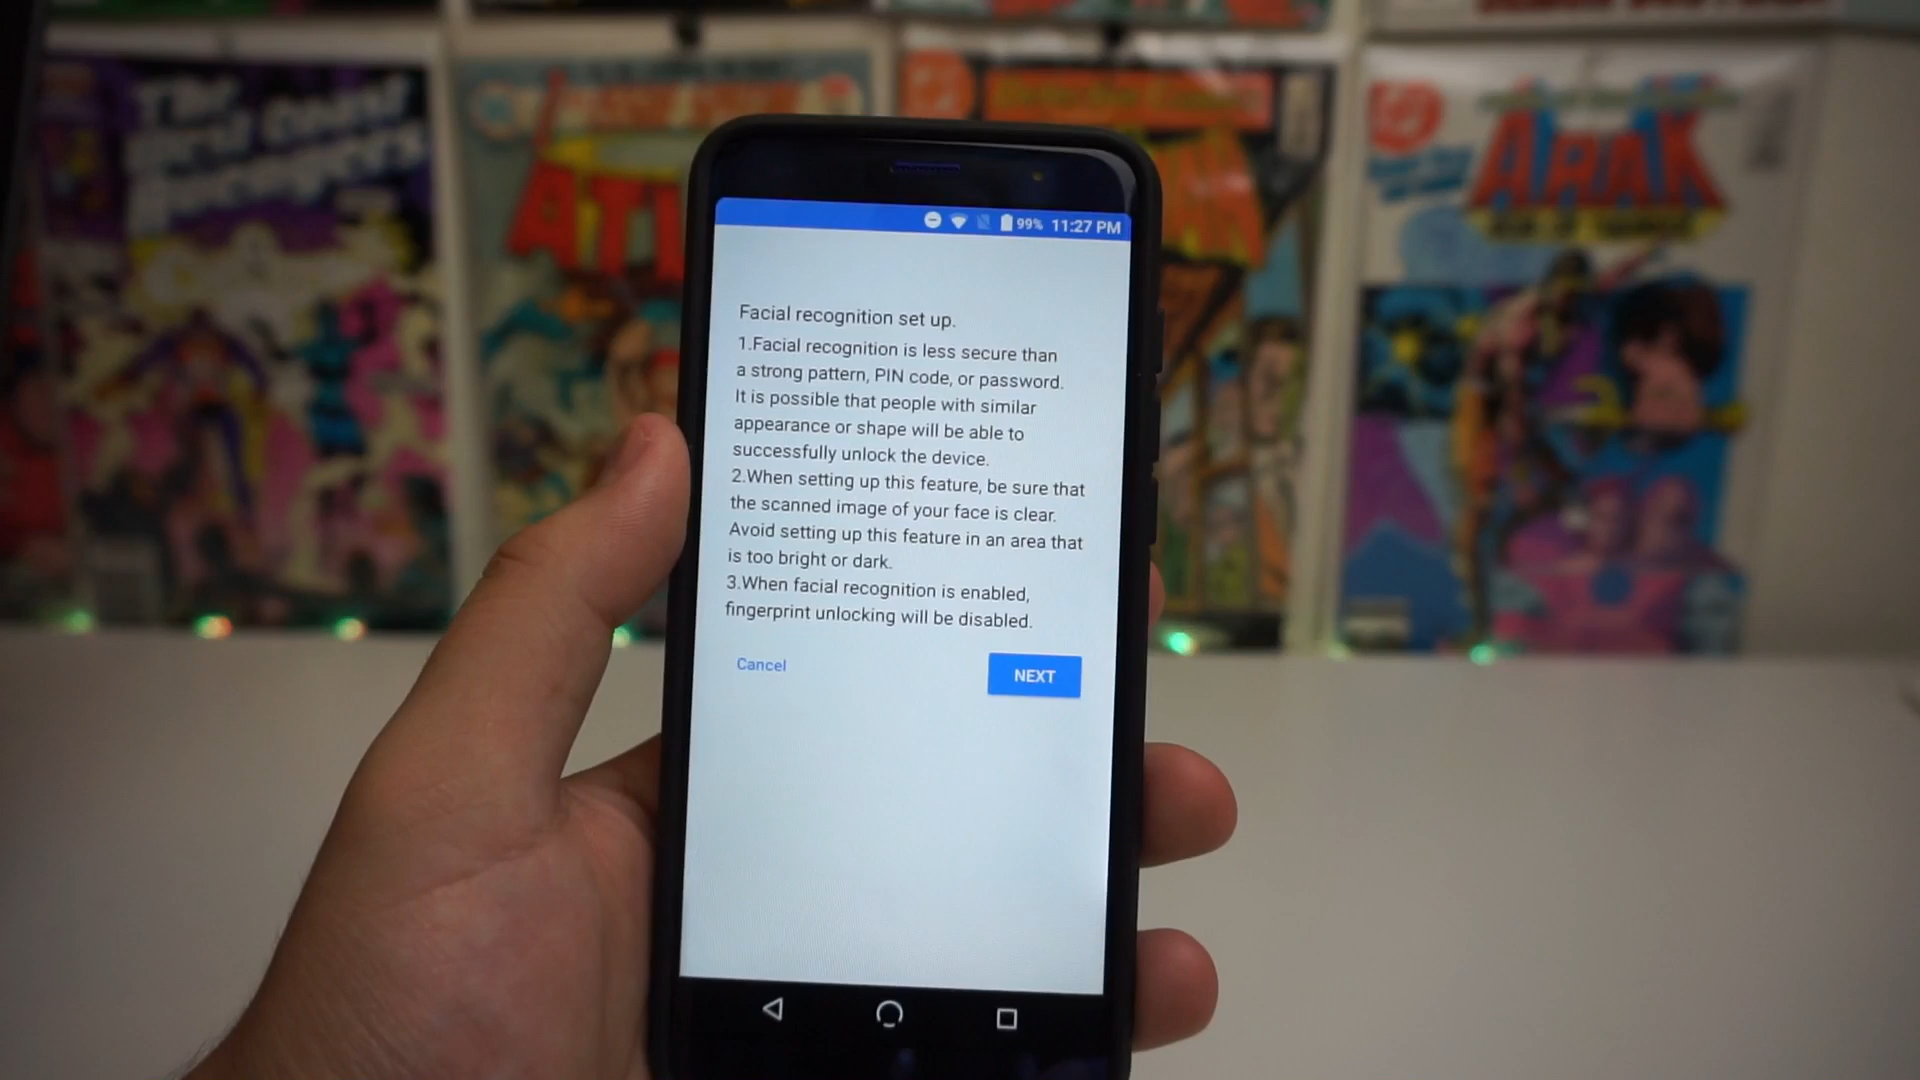 The
West Coast
Avengers
ARAK
99% 11:27 PM
Facial recognition set up.
1.Facial recognition is less secure than
a strong pattern, PIN code, or password.
It is possible that people with similar
appearance or shape will be able to
successfully unlock the device.
2.When setting up this feature, be sure that
the scanned image of your face is clear.
Avoid setting up this feature in an area that
is too bright or dark.
3.When facial recognition is enabled,
fingerprint unlocking will be disabled.
Cancel
NEXT